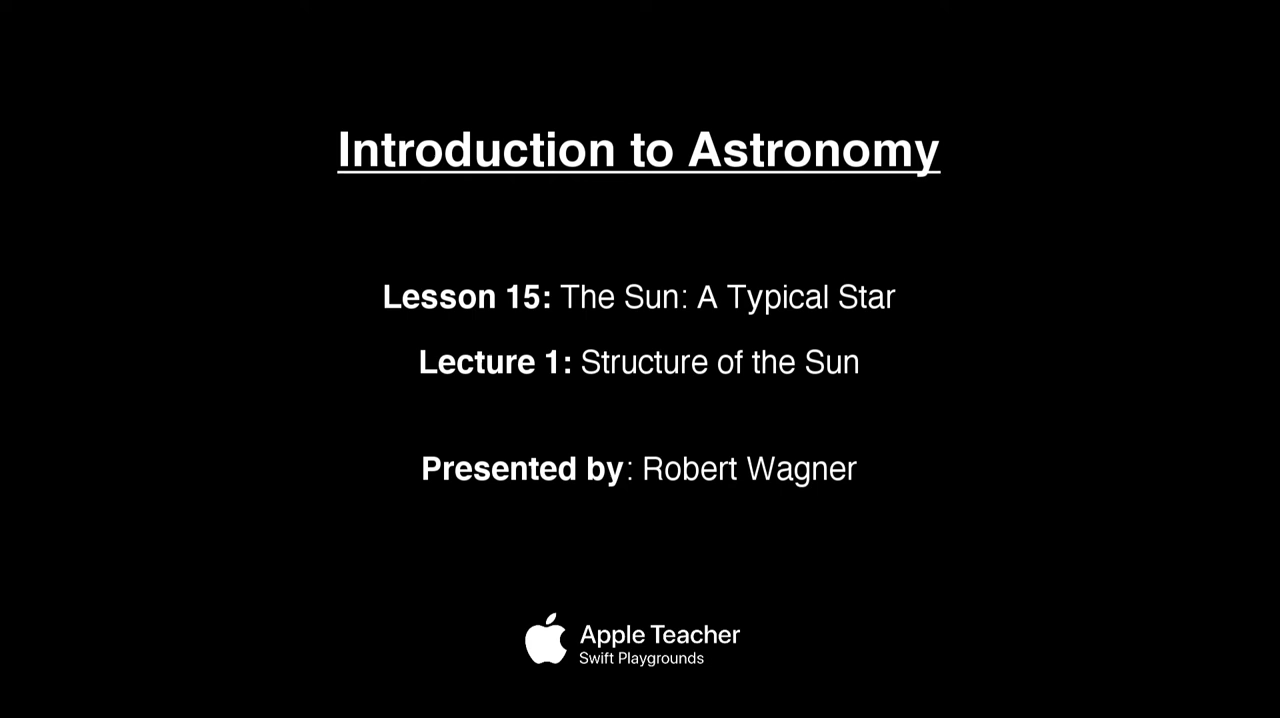 Introduction to Astronomy
Lesson 15: The Sun: A Typical Star
Lecture 1: Structure of the Sun
Presented by: Robert Wagner
Apple Teacher
Swift Playgrounds